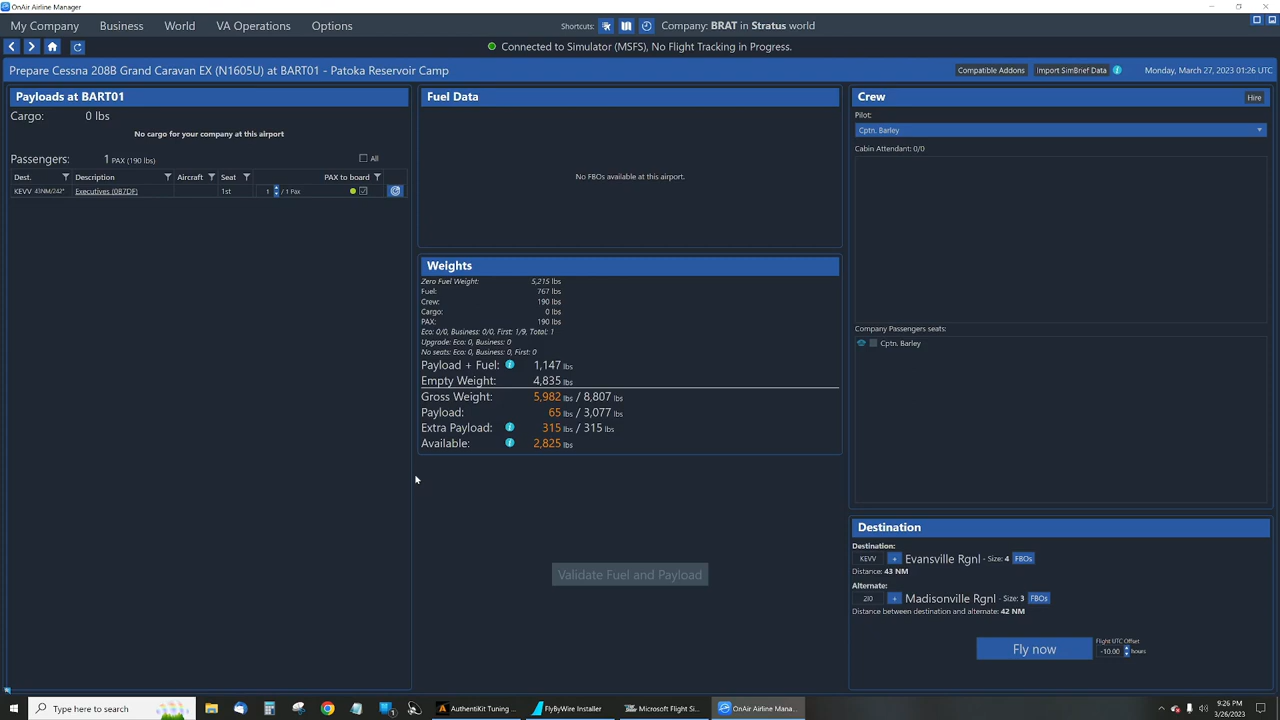 OnAir Airline Manager
My Company Business World VA Operations Options Shortcuts: Company: BRAT in Stratus world
Connected to Simulator (MSFS), No Flight Tracking in Progress.
Prepare Cessna 208B Grand Caravan EX (N1605U) at BART01 - Patoka Reservoir Camp Compatible Addons Import SimBrief Data Monday, March 27, 2023 01:26 UTC
Payloads at BART01
Cargo: 0 lbs
No cargo for your company at this airport
Passengers: 1 PAX (190 lbs) All
Dest. Description Aircraft Seat PAX to board
KEVV 43NM/242° Executives (0B7DF) 1st 1 / 1 Pax
Fuel Data
No FBOs available at this airport.
Weights
Zero Fuel Weight: 5,215 lbs
Fuel: 767 lbs
Crew: 190 lbs
Cargo: 0 lbs
PAX: 190 lbs
Eco: 0/0, Business: 0/0, First: 1/9, Total: 1
Upgrade: Eco: 0, Business: 0
No seats: Eco: 0, Business: 0, First: 0
Payload + Fuel: 1,147 lbs
Empty Weight: 4,835 lbs
Gross Weight: 5,982 lbs / 8,807 lbs
Payload: 65 lbs / 3,077 lbs
Extra Payload: 315 lbs / 315 lbs
Available: 2,825 lbs
Validate Fuel and Payload
Crew Hire
Pilot:
Cptn. Barley
Cabin Attendant: 0/0
Company Passengers seats:
Cptn. Barley
Destination
Destination:
KEVV + Evansville Rgnl - Size: 4 FBOs
Distance: 43 NM
Alternate:
2I0 + Madisonville Rgnl - Size: 3 FBOs
Distance between destination and alternate: 42 NM
Fly now Flight UTC Offset
-10.00 hours
Type here to search AuthentiKit Tuning ... FlyByWire Installer Microsoft Flight Si... OnAir Airline Mana... 9:26 PM
3/26/2023